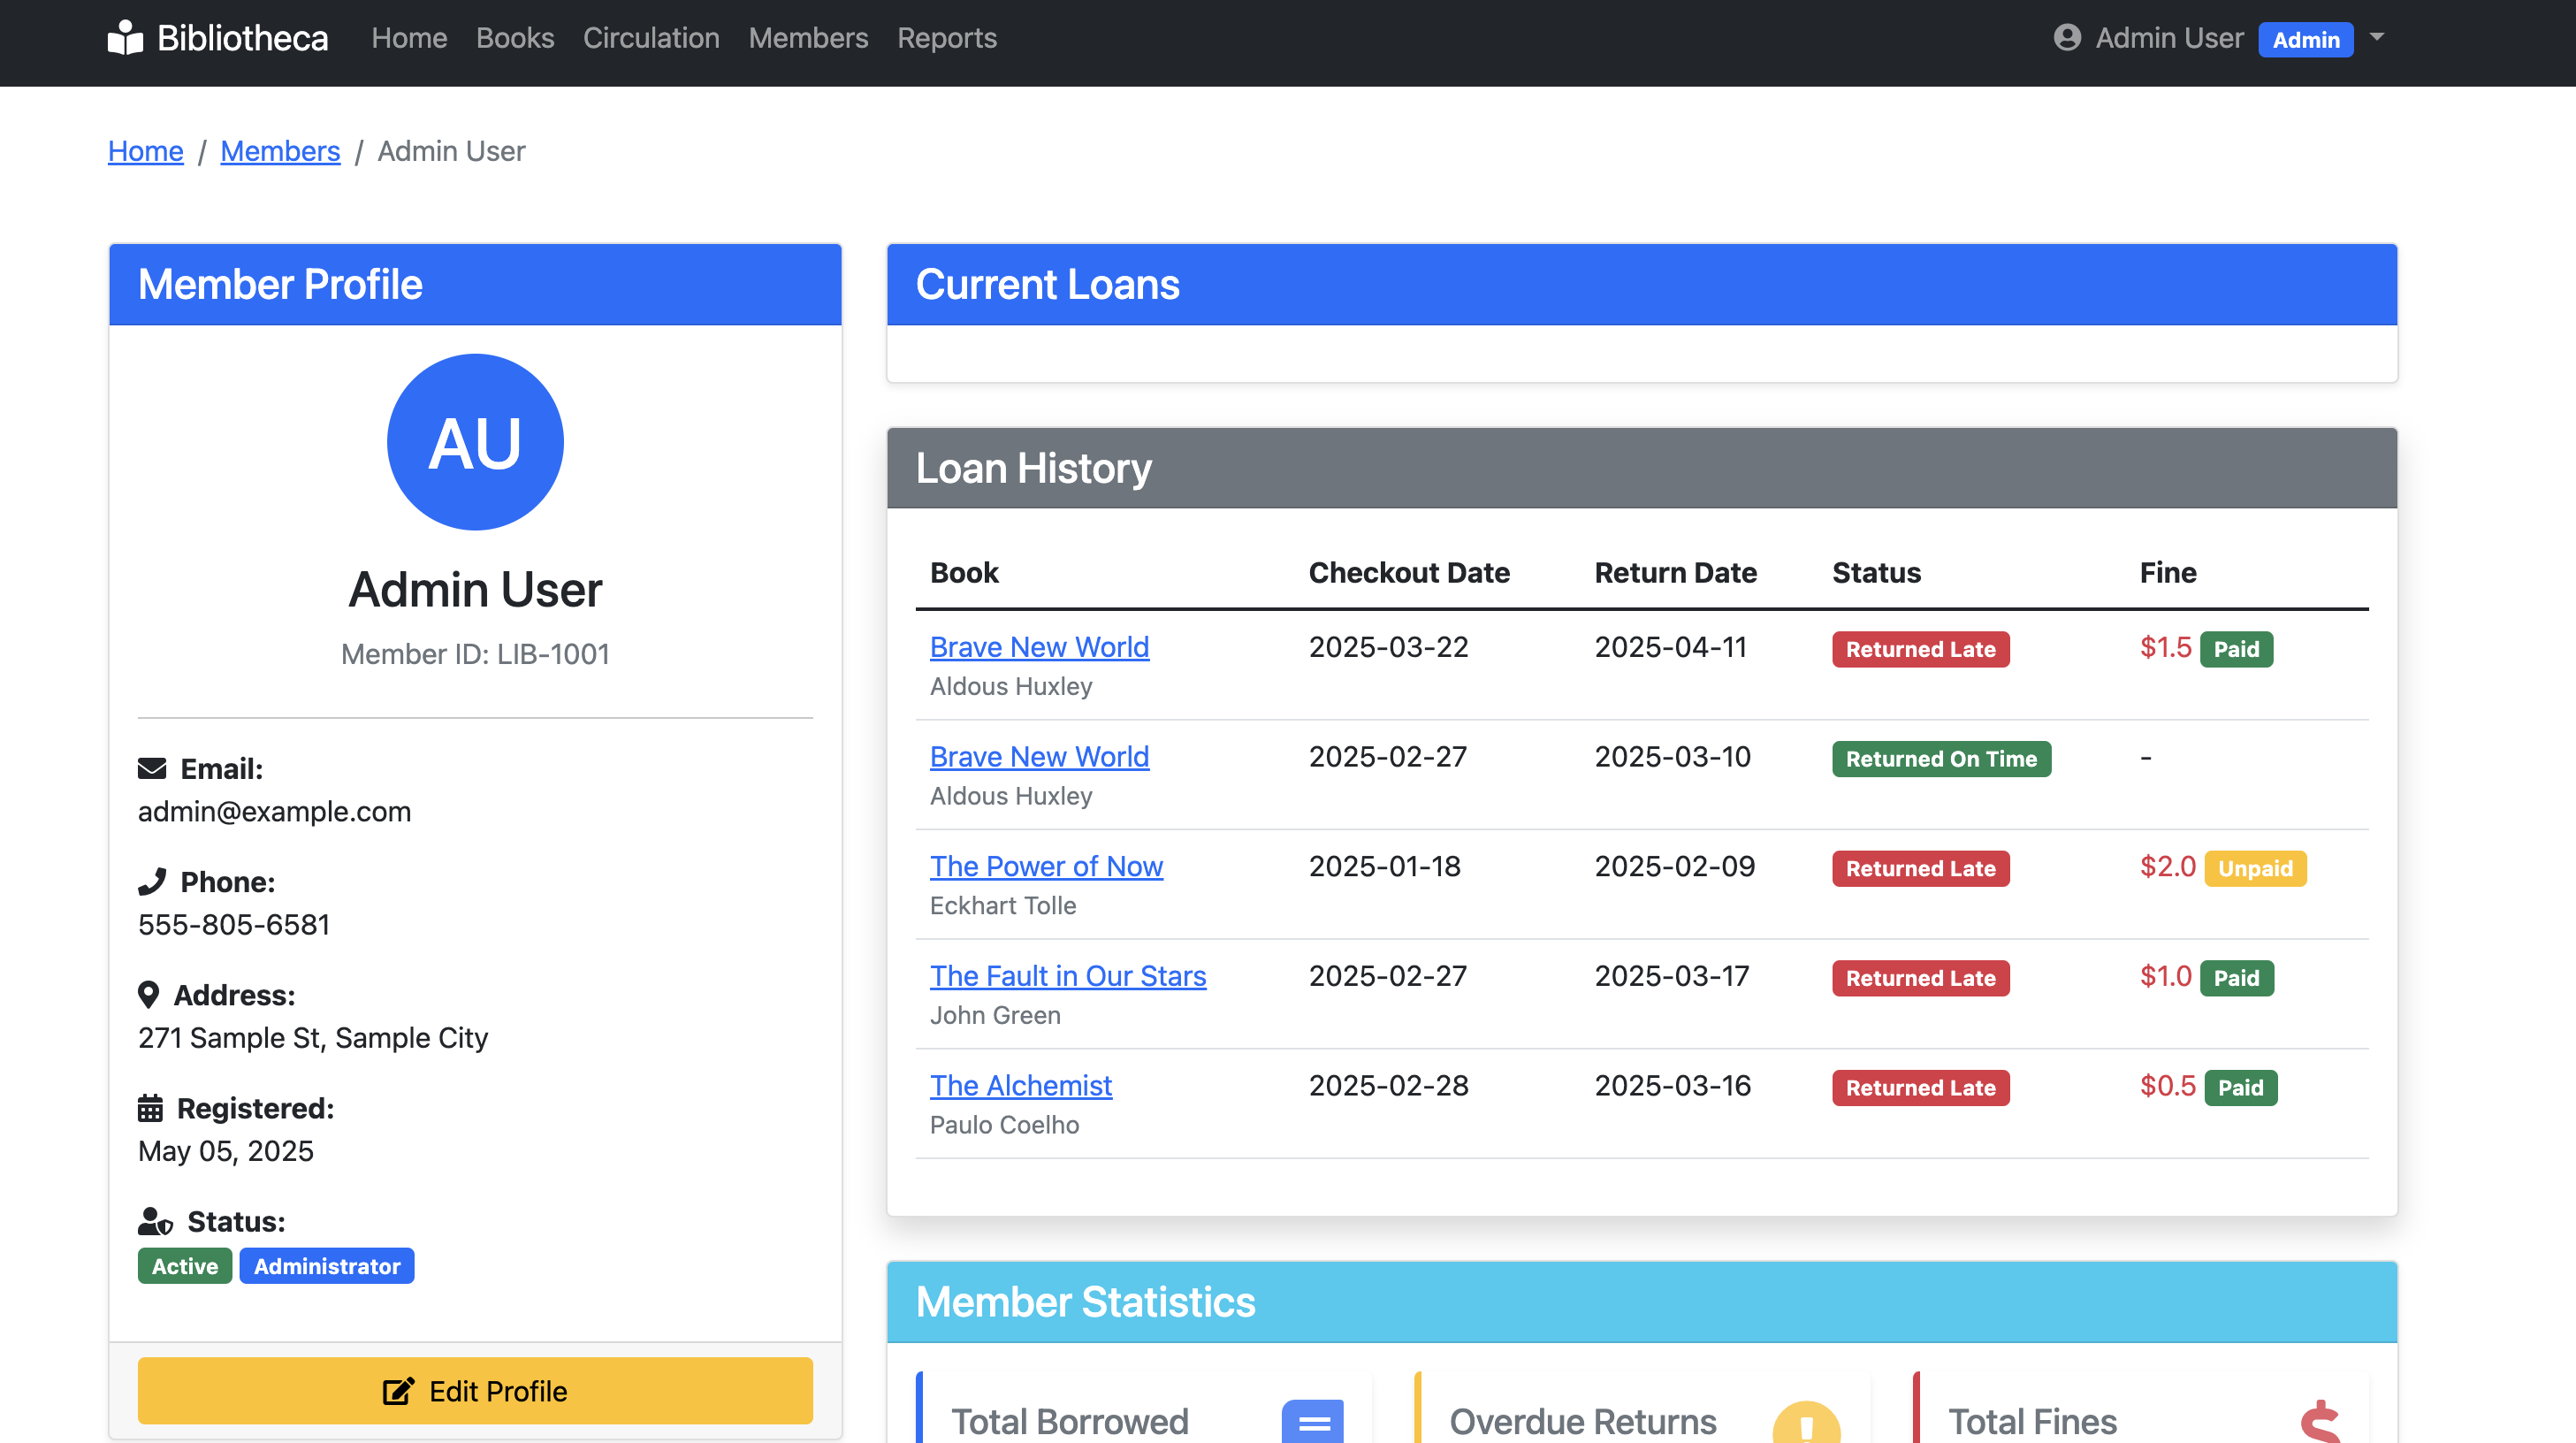 Bibliotheca Home Books Circulation Members Reports Admin User Admin
Home / Members / Admin User
Member Profile
AU
Admin User
Member ID: LIB-1001
Email:
admin@example.com
Phone:
555-805-6581
Address:
271 Sample St, Sample City
Registered:
May 05, 2025
Status:
Active Administrator
Edit Profile
Current Loans
Loan History
Book Checkout Date Return Date Status Fine
Brave New World 2025-03-22 2025-04-11 Returned Late $1.5 Paid
Aldous Huxley
Brave New World 2025-02-27 2025-03-10 Returned On Time -
Aldous Huxley
The Power of Now 2025-01-18 2025-02-09 Returned Late $2.0 Unpaid
Eckhart Tolle
The Fault in Our Stars 2025-02-27 2025-03-17 Returned Late $1.0 Paid
John Green
The Alchemist 2025-02-28 2025-03-16 Returned Late $0.5 Paid
Paulo Coelho
Member Statistics
Total Borrowed Overdue Returns Total Fines